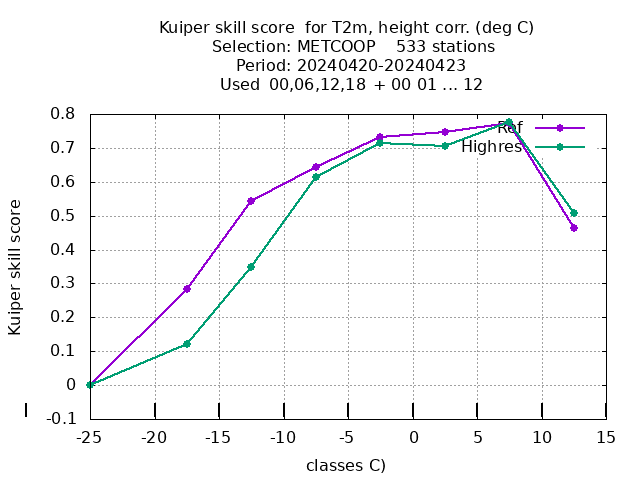 Kuiper skill score for T2m, height corr. (deg C)
Selection: METCOOP 533 stations
Period: 20240420-20240423
Used 00,06,12,18 + 00 01 ... 12
Ref
Highres
Kuiper skill score
0.8
0.7
0.6
0.5
0.4
0.3
0.2
0.1
0
-0.1
-25 -20 -15 -10 -5 0 5 10 15
classes C)